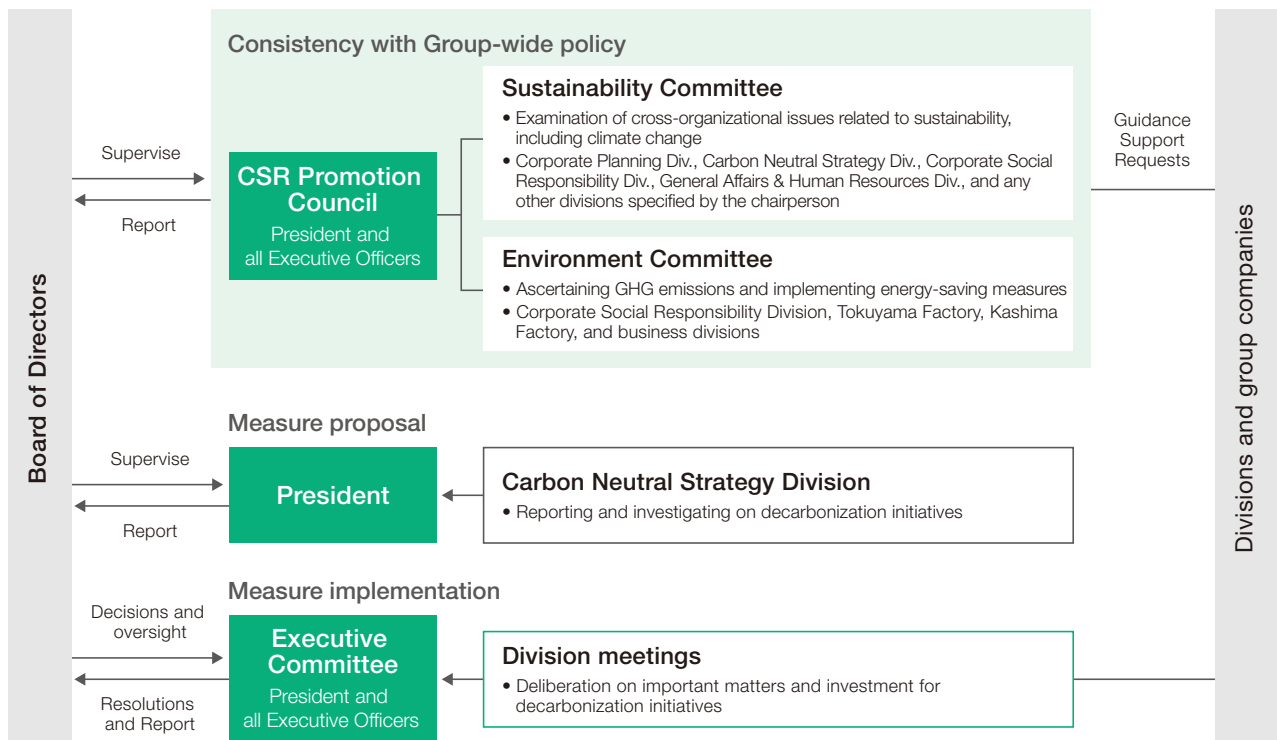 Board of Directors
Supervise
Report
Consistency with Group-wide policy
CSR Promotion
Council
President and
all Executive Officers
Sustainability Committee
• Examination of cross-organizational issues related to sustainability,
including climate change
• Corporate Planning Div., Carbon Neutral Strategy Div., Corporate Social
Responsibility Div., General Affairs & Human Resources Div., and any
other divisions specified by the chairperson
Environment Committee
• Ascertaining GHG emissions and implementing energy-saving measures
• Corporate Social Responsibility Division, Tokuyama Factory, Kashima
Factory, and business divisions
Guidance
Support
Requests
Divisions and group companies
Measure proposal
Supervise
Report
President
Carbon Neutral Strategy Division
• Reporting and investigating on decarbonization initiatives
Measure implementation
Decisions and
oversight
Resolutions
and Report
Executive
Committee
President and
all Executive Officers
Division meetings
• Deliberation on important matters and investment for
decarbonization initiatives